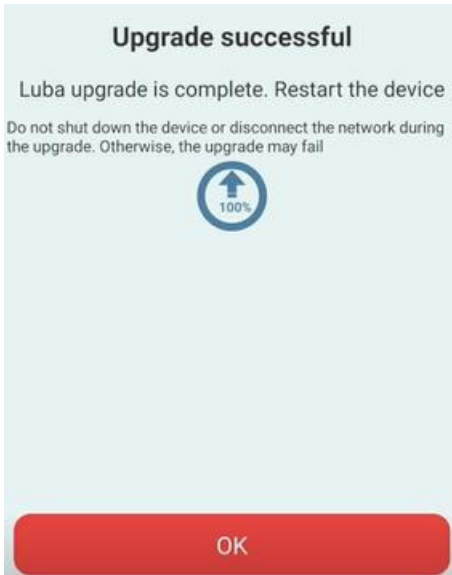 Upgrade successful
Luba upgrade is complete. Restart the device
Do not shut down the device or disconnect the network during
the upgrade. Otherwise, the upgrade may fail
100%
OK